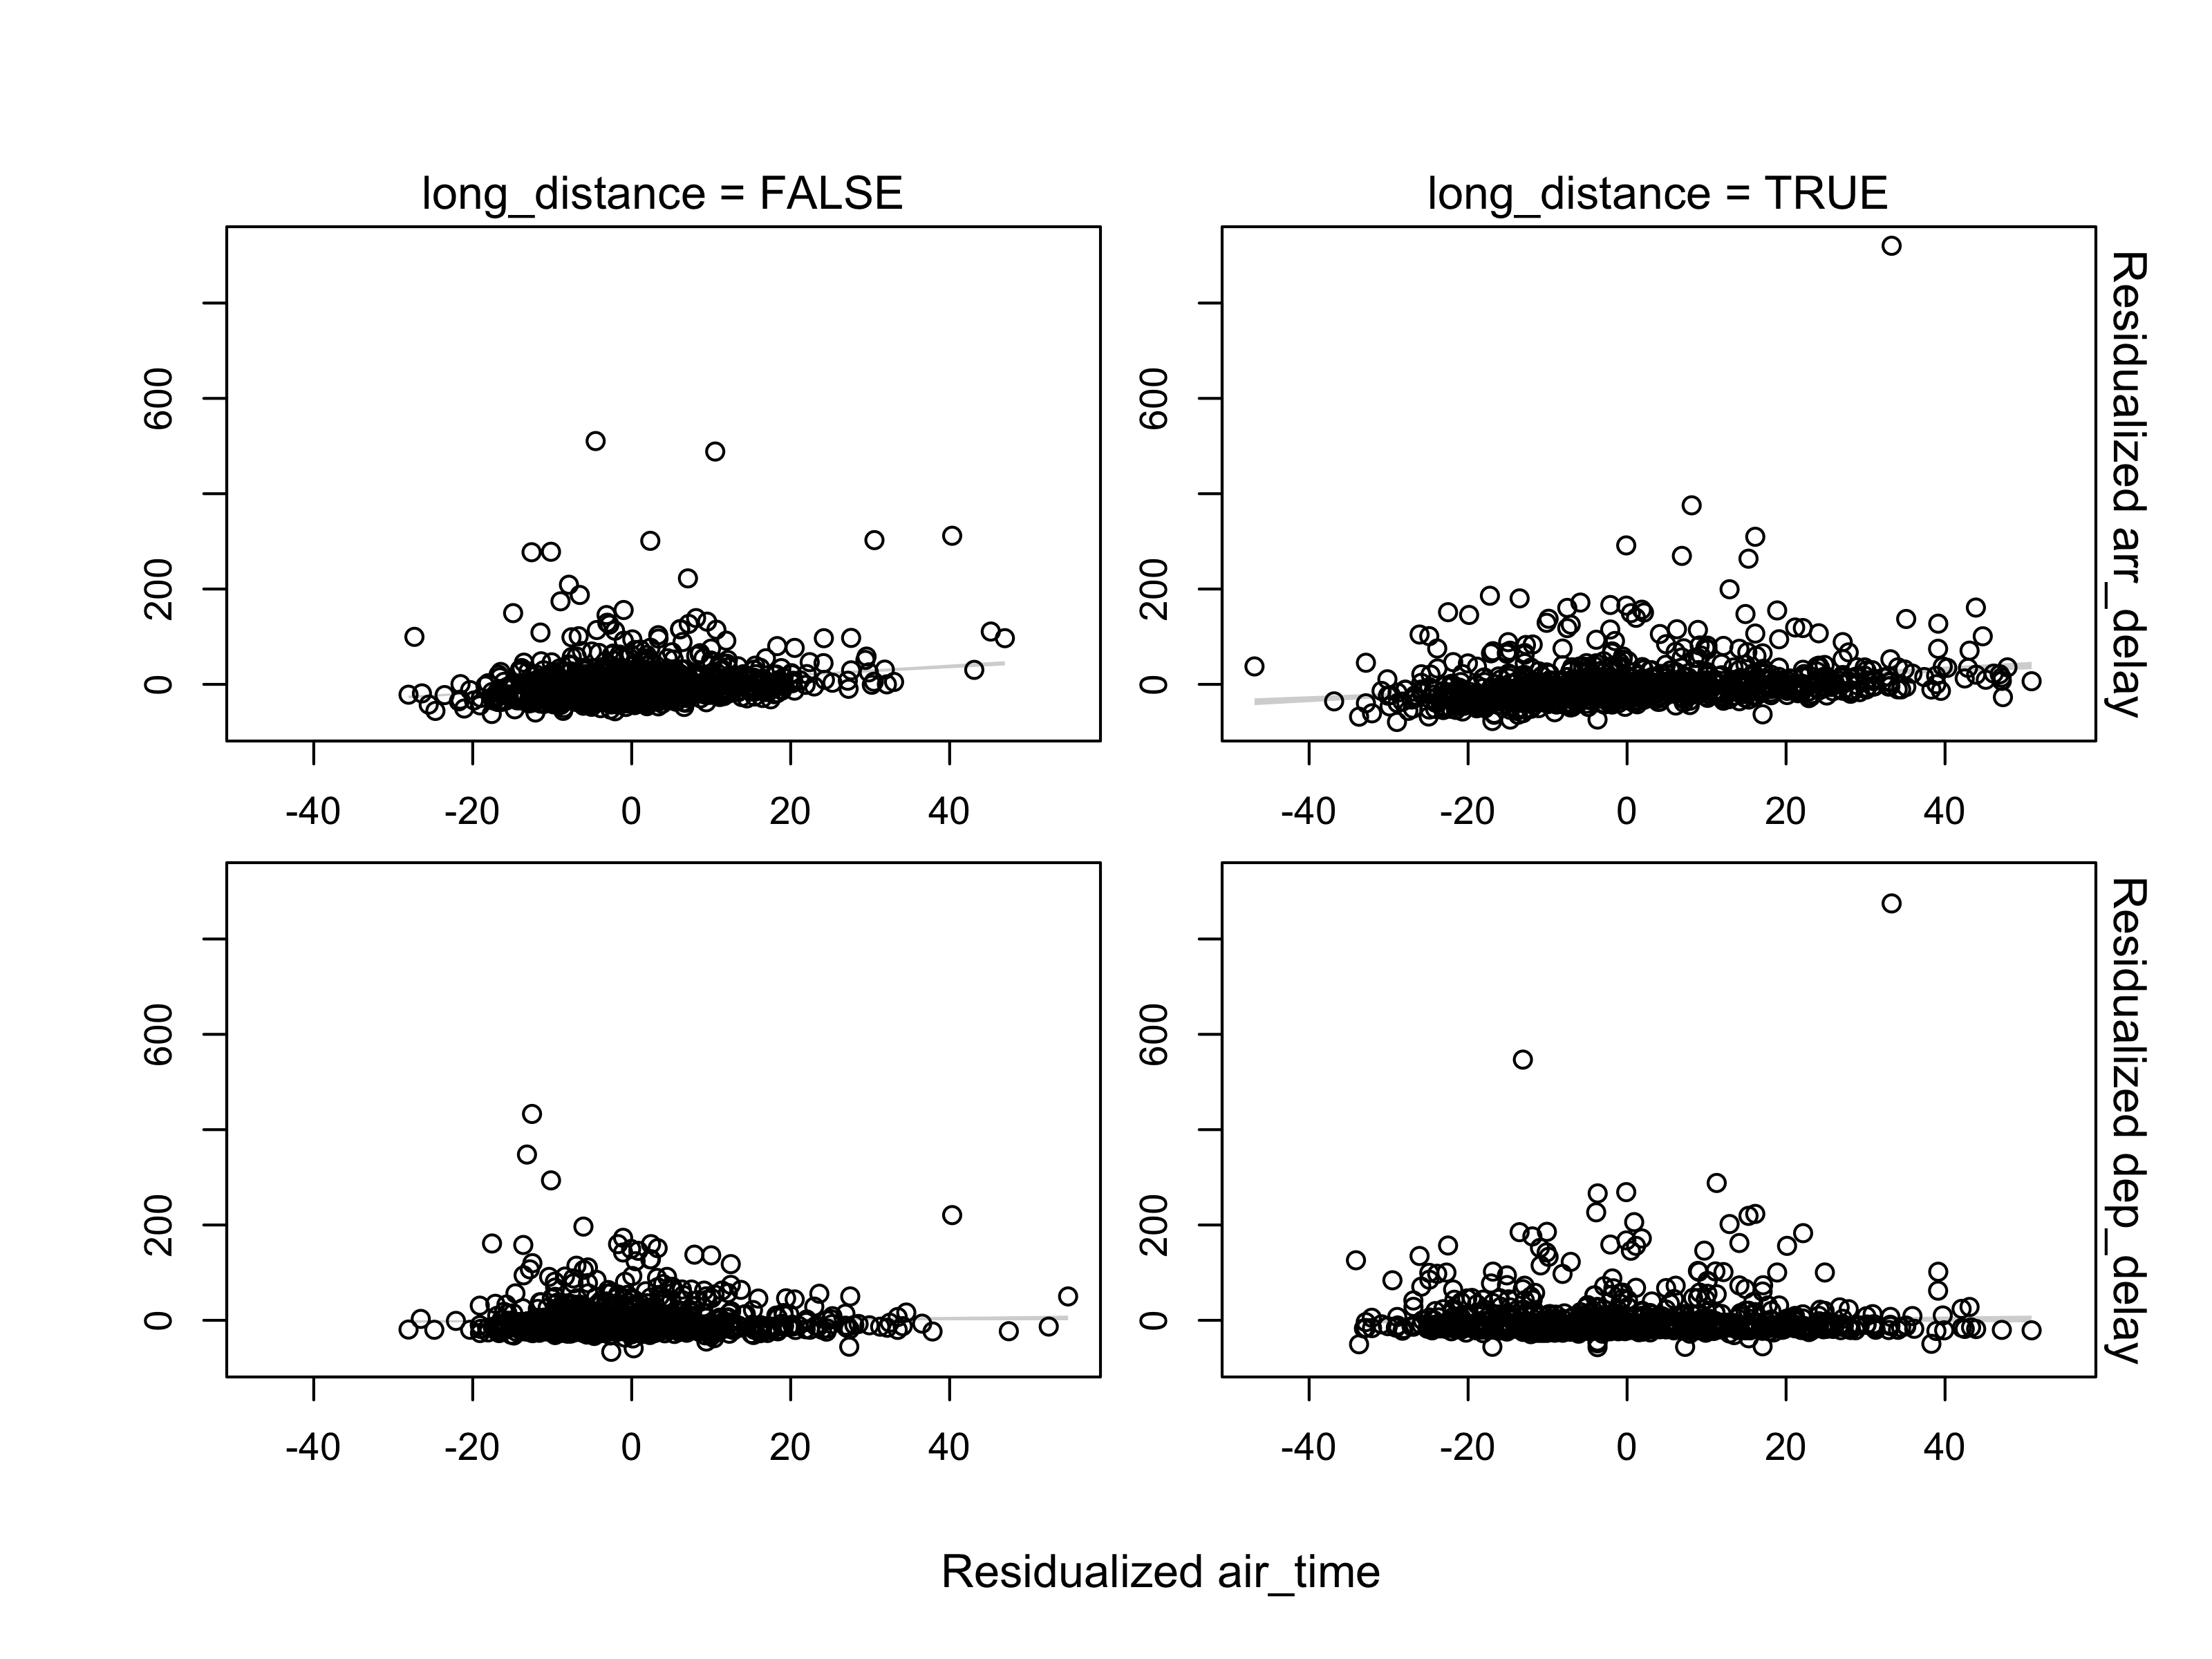 long_distance = FALSE
long_distance = TRUE
600
200
0
-40 -20 0 20 40
600
200
0
-40 -20 0 20 40
Residualized arr_delay
600
200
0
-40 -20 0 20 40
600
200
0
-40 -20 0 20 40
Residualized dep_delay
Residualized air_time